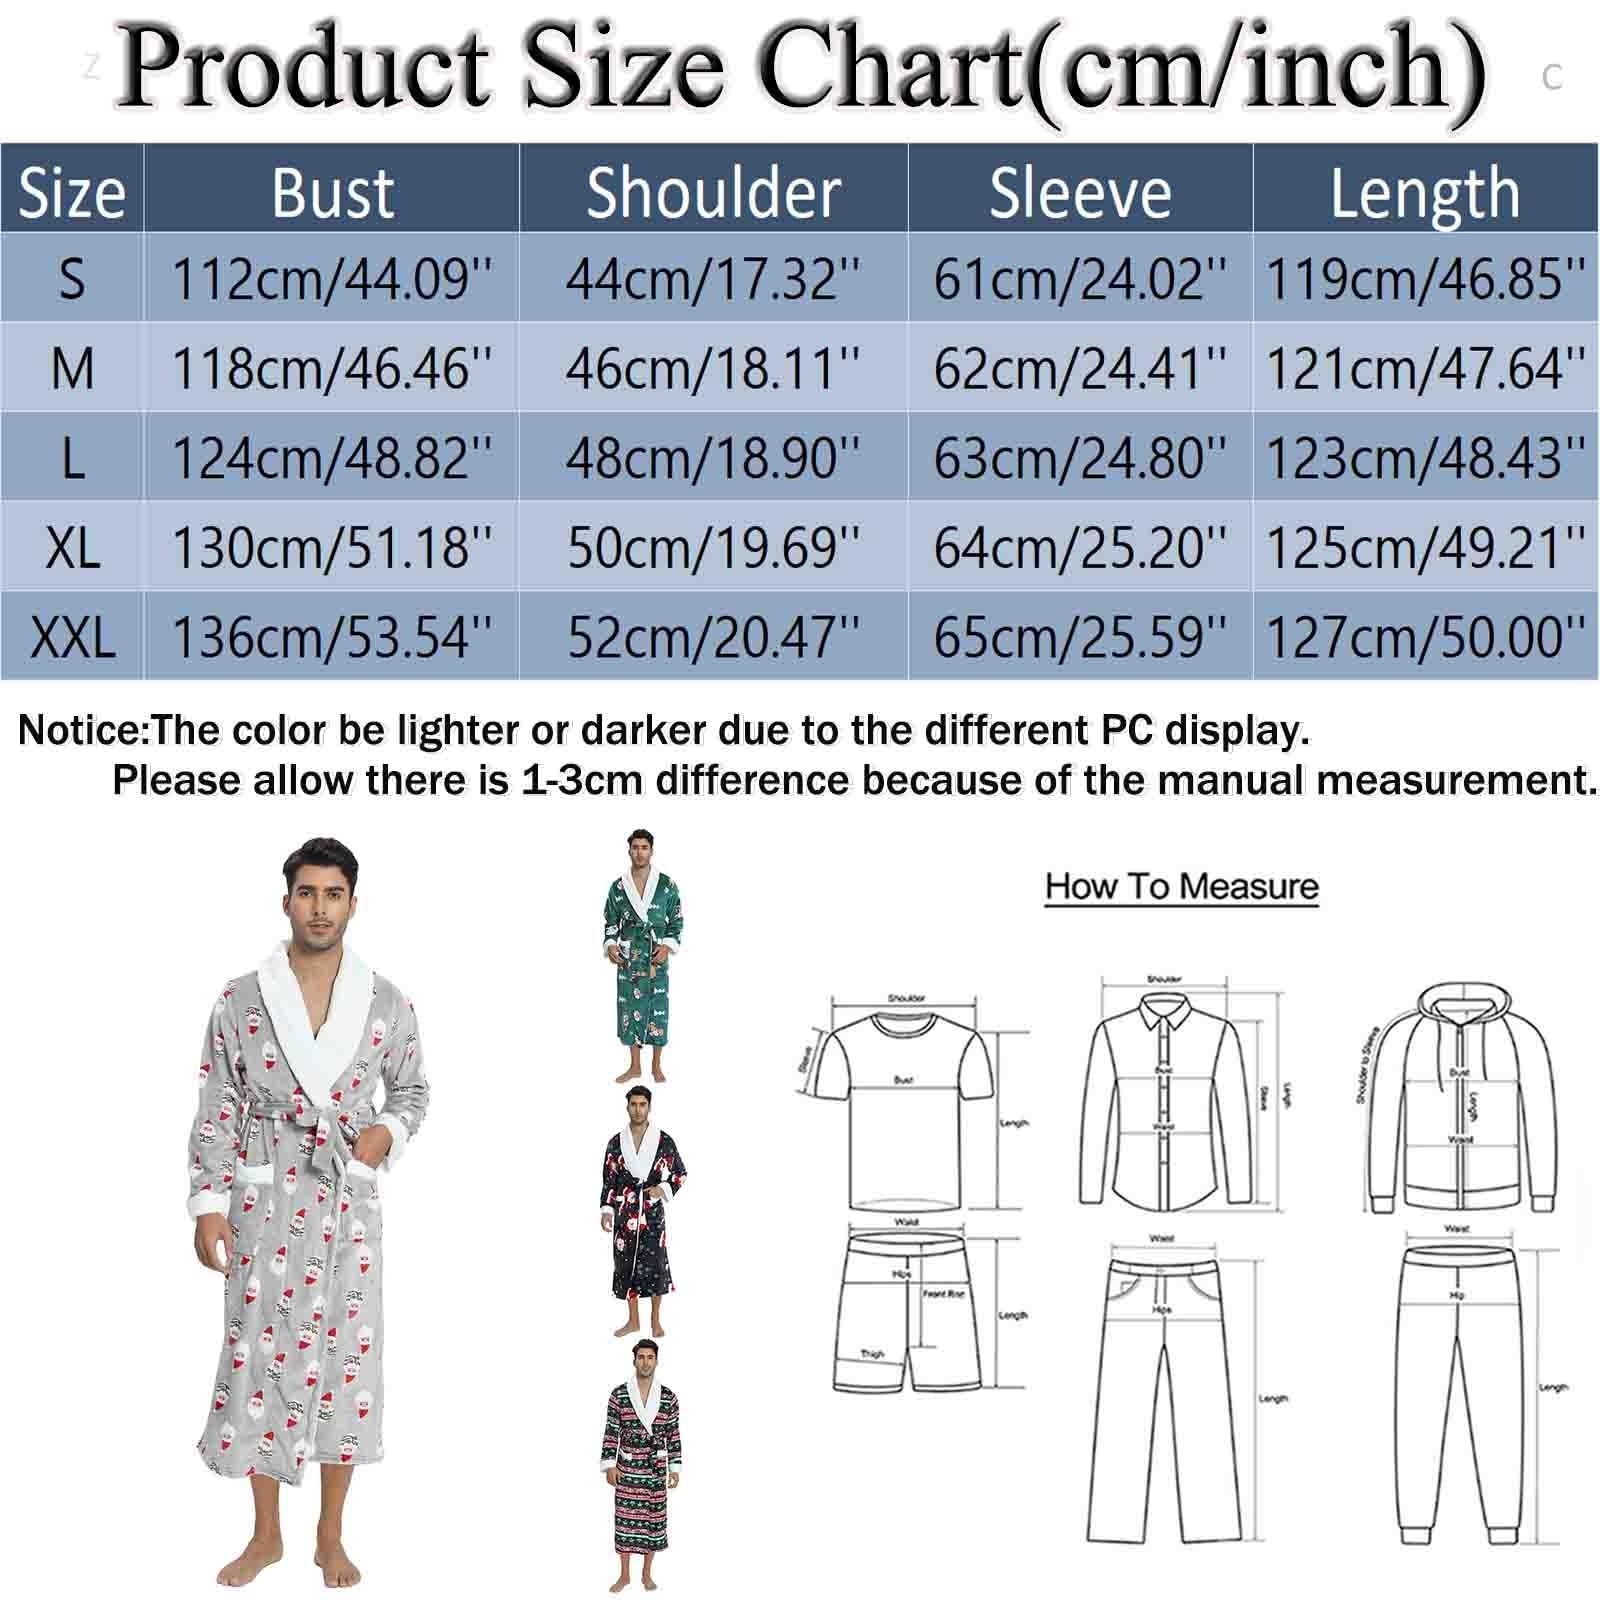 Z Product Size Chart(cm/inch) C
Size Bust Shoulder Sleeve Length
S 112cm/44.09'' 44cm/17.32'' 61cm/24.02'' 119cm/46.85''
M 118cm/46.46'' 46cm/18.11'' 62cm/24.41'' 121cm/47.64''
L 124cm/48.82'' 48cm/18.90'' 63cm/24.80'' 123cm/48.43''
XL 130cm/51.18'' 50cm/19.69'' 64cm/25.20'' 125cm/49.21''
XXL 136cm/53.54'' 52cm/20.47'' 65cm/25.59'' 127cm/50.00''
Notice:The color be lighter or darker due to the different PC display.
Please allow there is 1-3cm difference because of the manual measurement.
How To Measure
Shoulder
Sleeve
Bust
Length
Shoulder
Bust
Waist
Sleeve
Length
Shoulder to Sleeve
Bust
Length
Waist
Waist
Hips
Front Rise
Thigh
Length
Waist
Hips
Length
Waist
Hip
Length